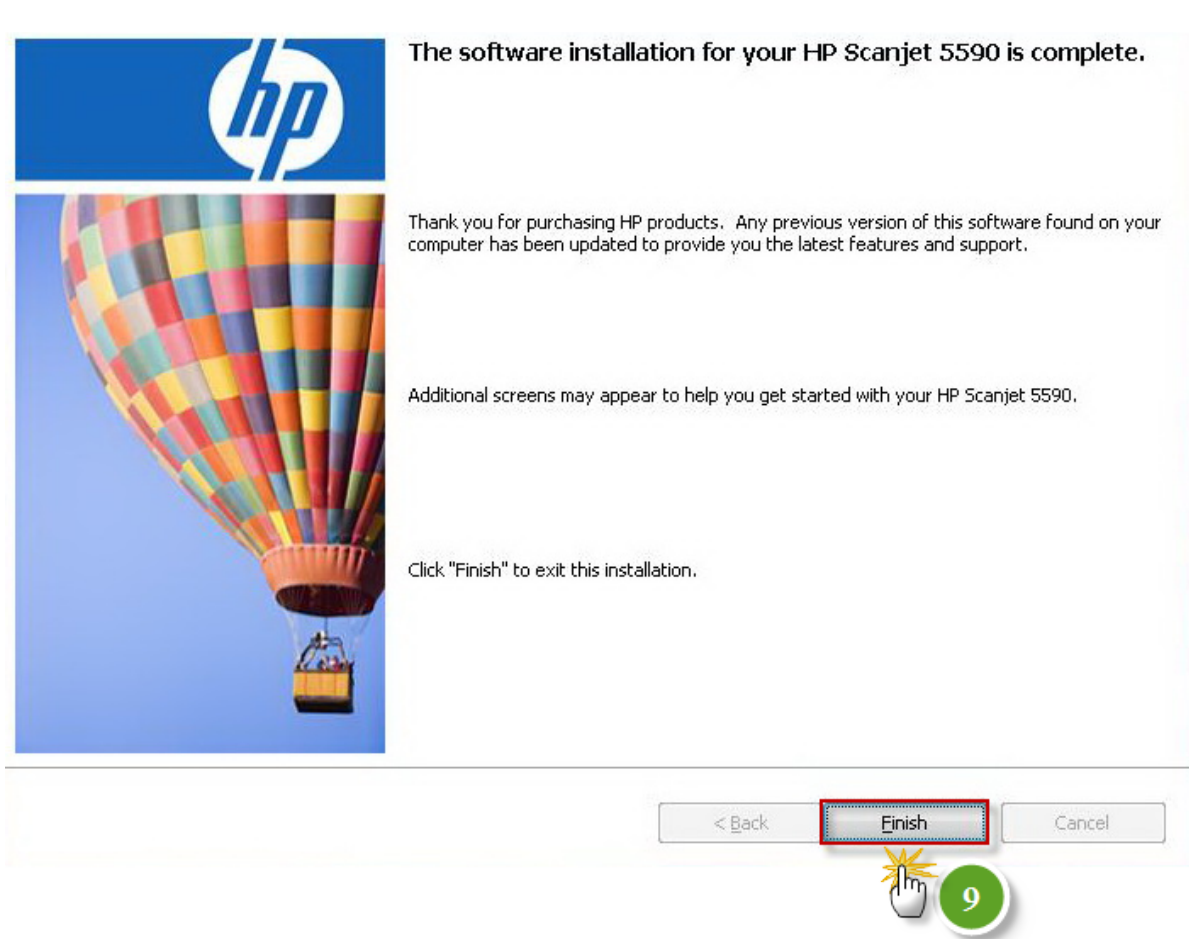 hp
The software installation for your HP Scanjet 5590 is complete.
Thank you for purchasing HP products. Any previous version of this software found on your
computer has been updated to provide you the latest features and support.
Additional screens may appear to help you get started with your HP Scanjet 5590.
Click "Finish" to exit this installation.
< Back Finish Cancel
9